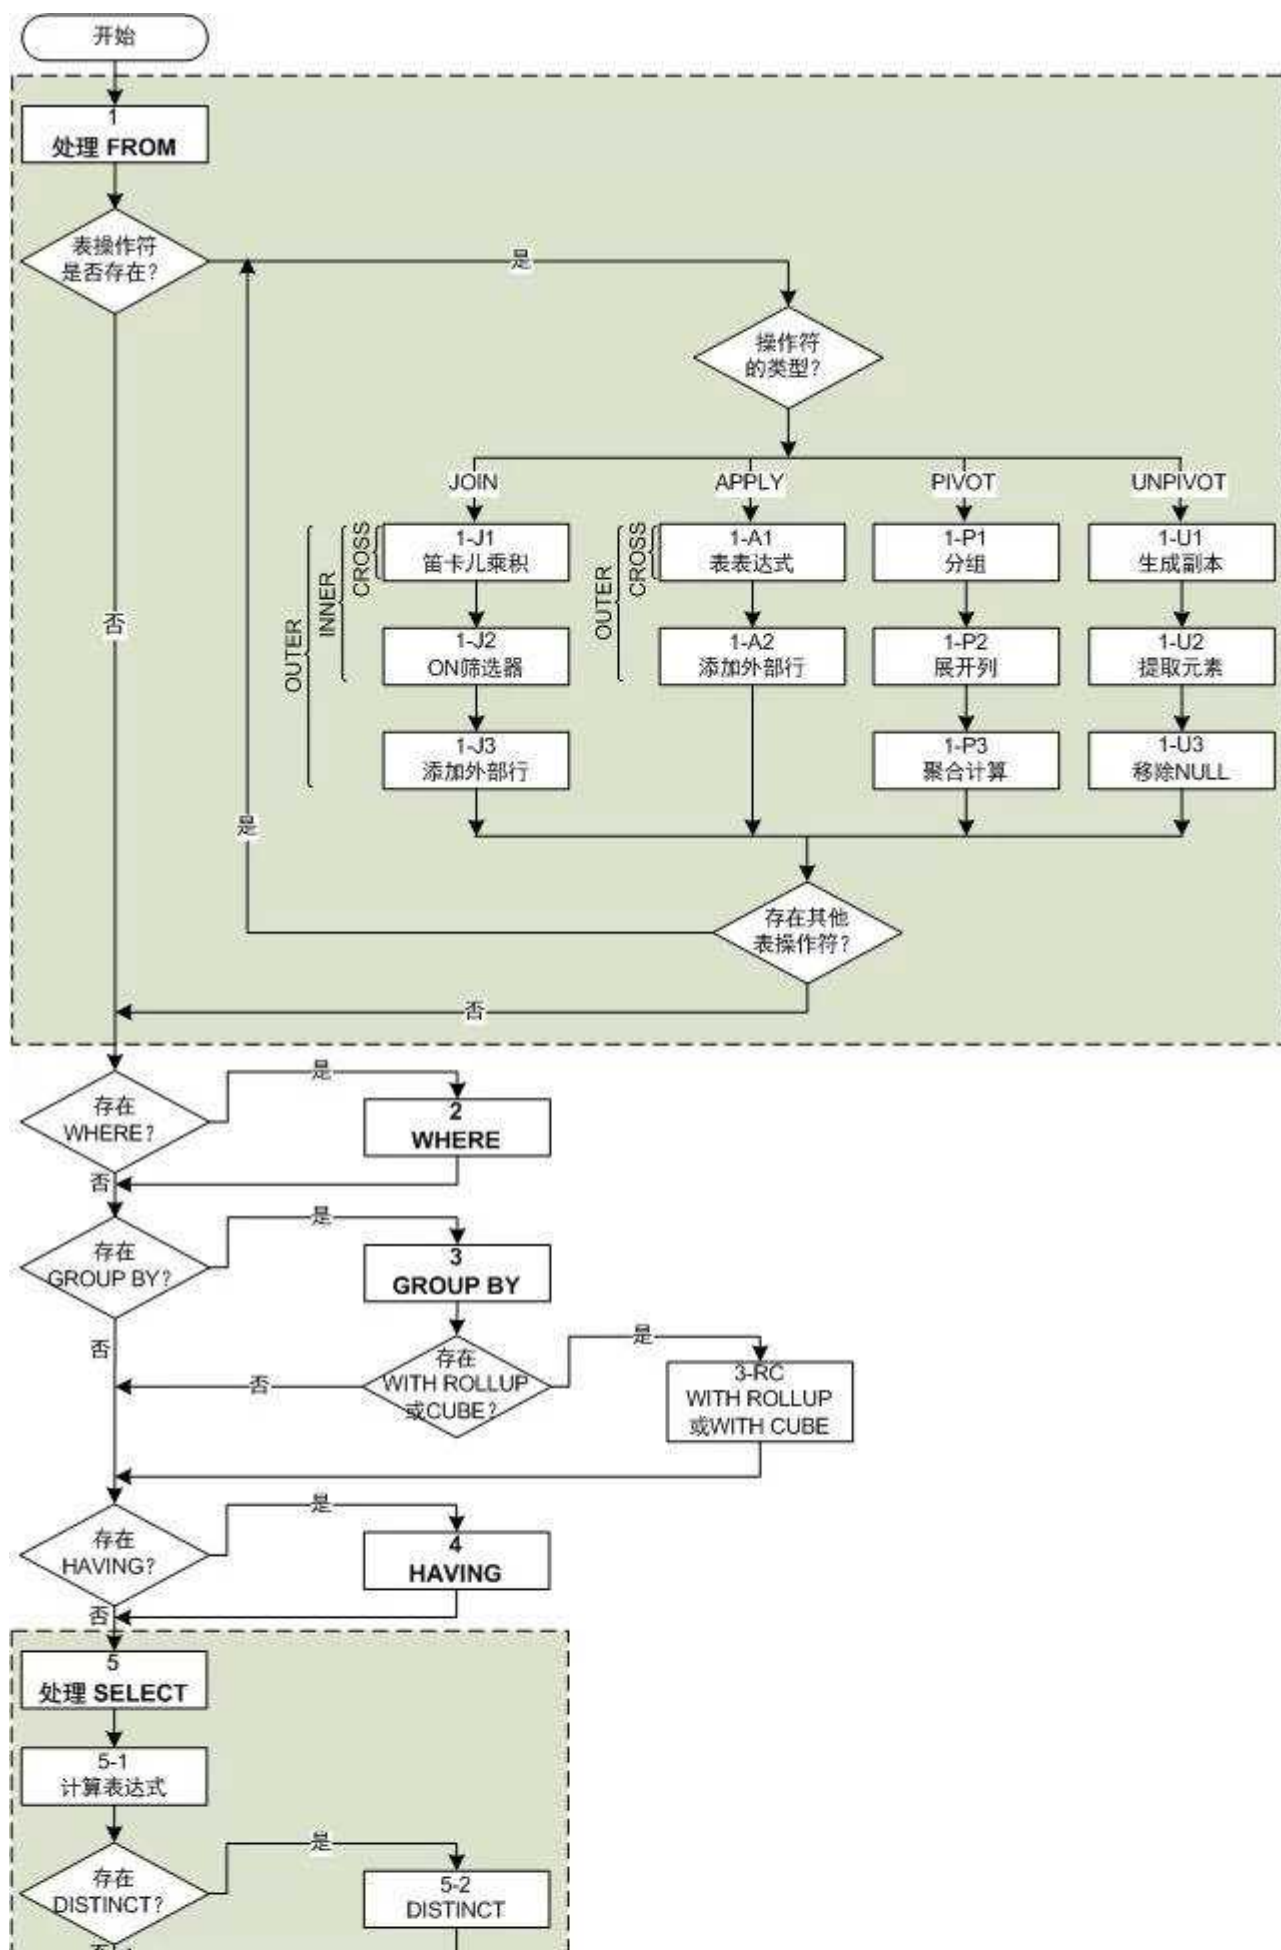 开始
1
处理 FROM
表操作符
是否存在?
是
操作符
的类型?
JOIN
APPLY
PIVOT
UNPIVOT
OUTER
INNER
CROSS
1-J1
笛卡儿乘积
OUTER
CROSS
1-A1
表表达式
1-P1
分组
1-U1
生成副本
否
1-J2
ON筛选器
1-A2
添加外部行
1-P2
展开列
1-U2
提取元素
1-J3
添加外部行
1-P3
聚合计算
1-U3
移除NULL
是
存在其他
表操作符?
否
存在
WHERE?
是
2
WHERE
否
存在
GROUP BY?
是
3
GROUP BY
否
存在
WITH ROLLUP
或CUBE?
否
是
3-RC
WITH ROLLUP
或WITH CUBE
存在
HAVING?
是
4
HAVING
否
5
处理 SELECT
5-1
计算表达式
存在
DISTINCT?
是
5-2
DISTINCT
否